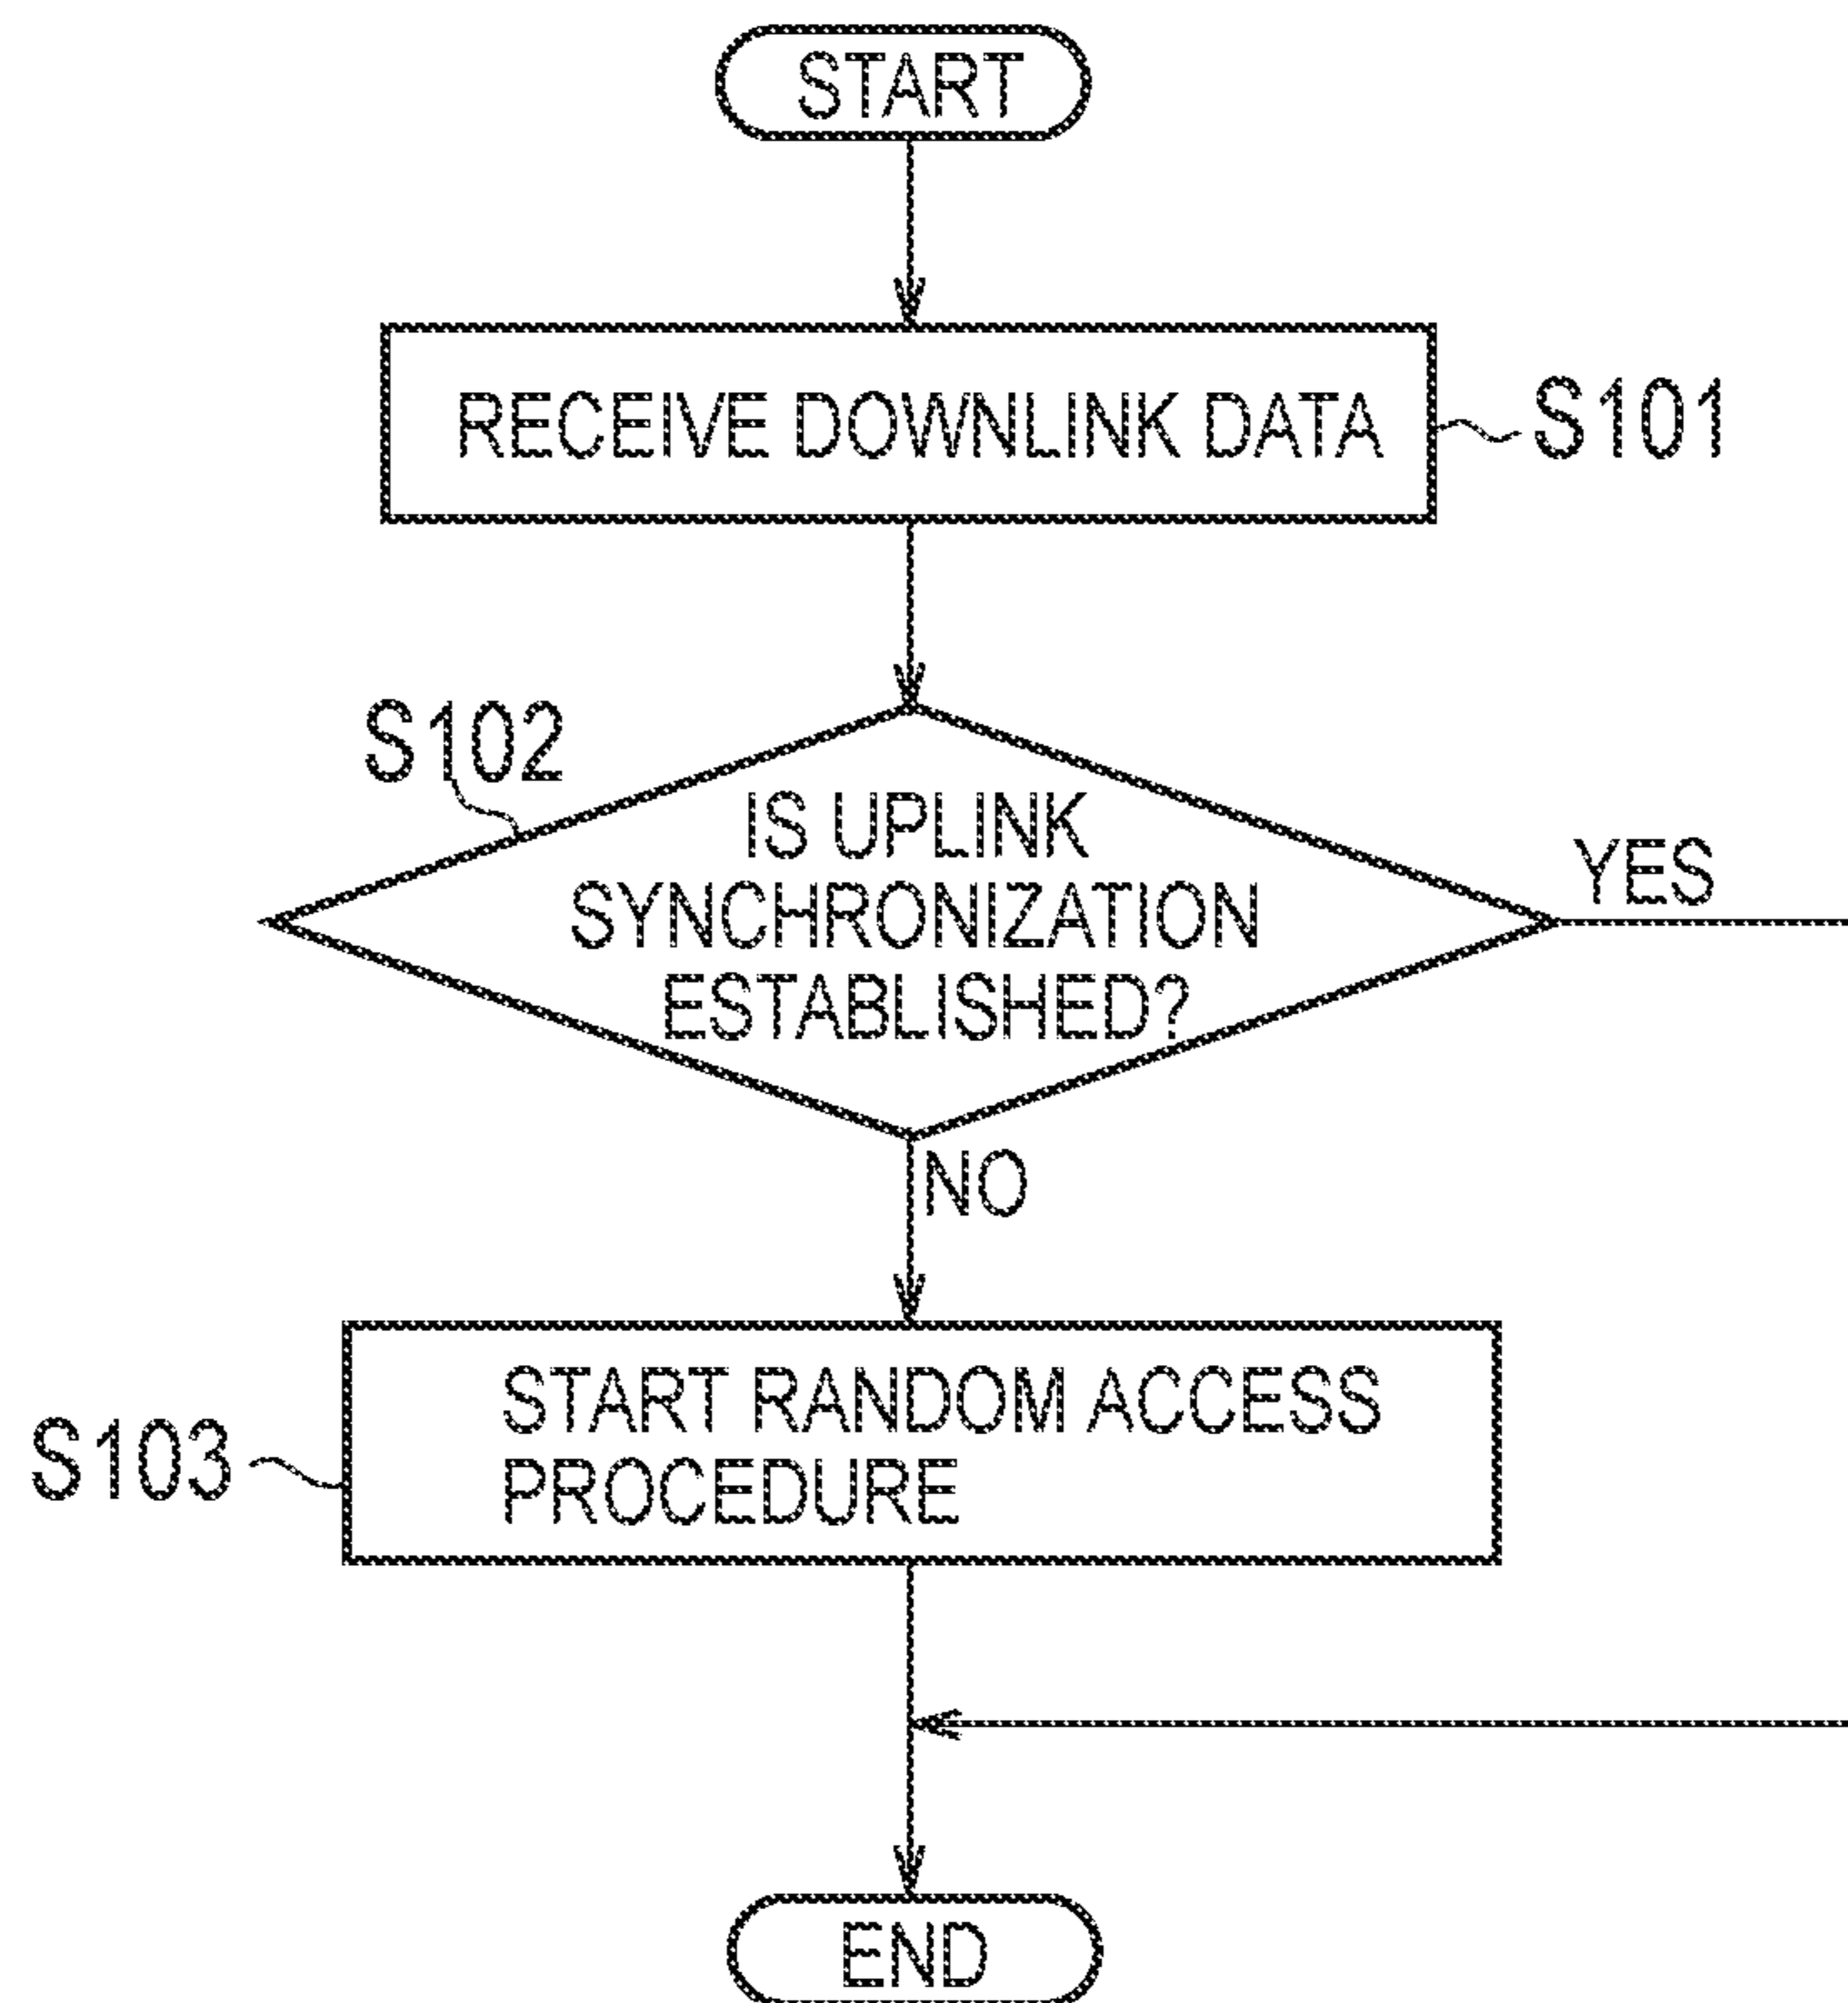 START
RECEIVE DOWNLINK DATA
S101
S102
IS UPLINK
SYNCHRONIZATION
ESTABLISHED?
YES
NO
START RANDOM ACCESS
PROCEDURE
S103
END